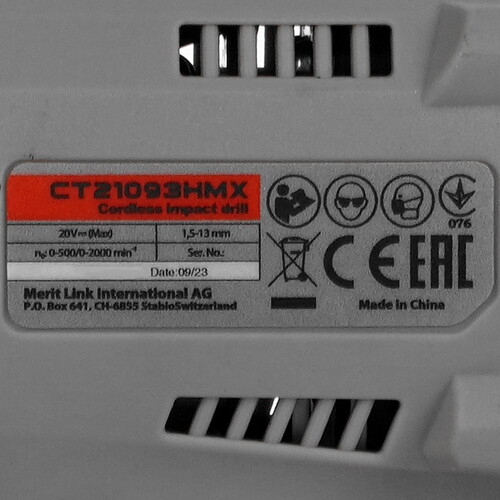 CT21093HMX
Cordless impact drill
20V⎓(Max) 1,5-13 mm
n₀: 0-500/0-2000 min⁻¹ Ser. No.:
Date:09/23
Merit Link International AG
P.O. Box 641, CH-6855 StabioSwitzerland
076
CE EAC
Made in China